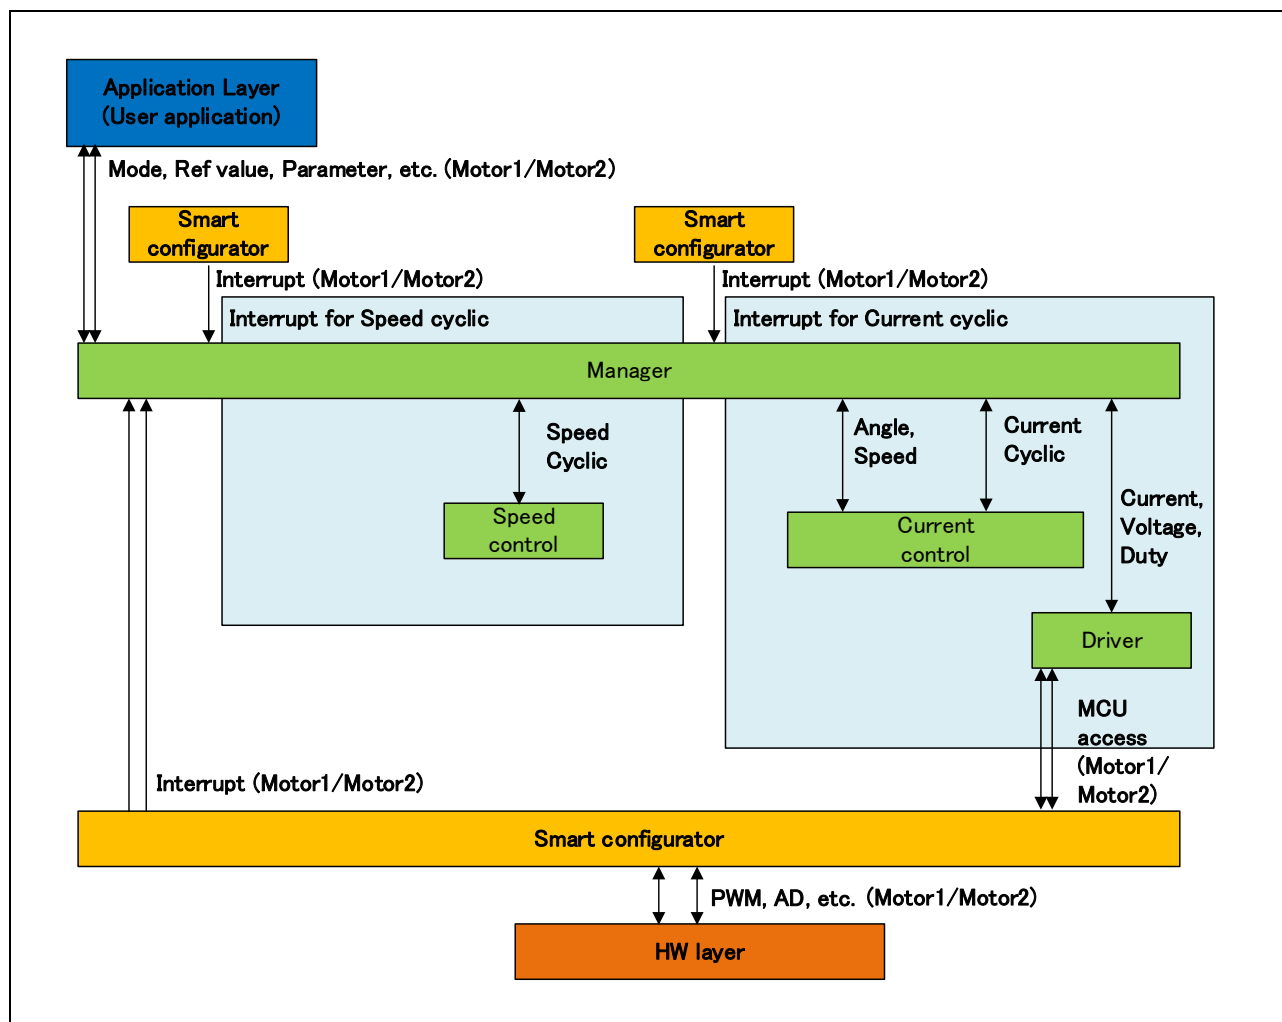 Application Layer
(User application)
Mode, Ref value, Parameter, etc. (Motor1/Motor2)
Smart
configurator
Smart
configurator
Interrupt (Motor1/Motor2)
Interrupt (Motor1/Motor2)
Interrupt for Speed cyclic
Interrupt for Current cyclic
Manager
Speed
Cyclic
Angle,
Speed
Current
Cyclic
Speed
control
Current
control
Current,
Voltage,
Duty
Driver
MCU
access
(Motor1/
Motor2)
Interrupt (Motor1/Motor2)
Smart configurator
PWM, AD, etc. (Motor1/Motor2)
HW layer